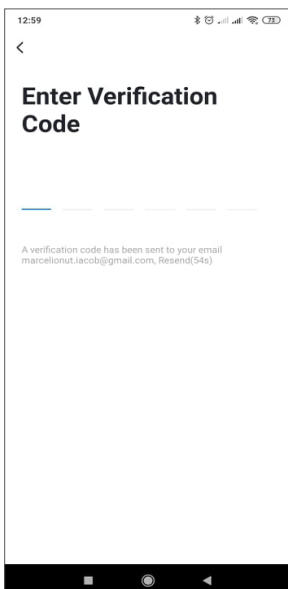 12:59
73
Enter Verification
Code
A verification code has been sent to your email
marcelionut.iacob@gmail.com, Resend(54s)